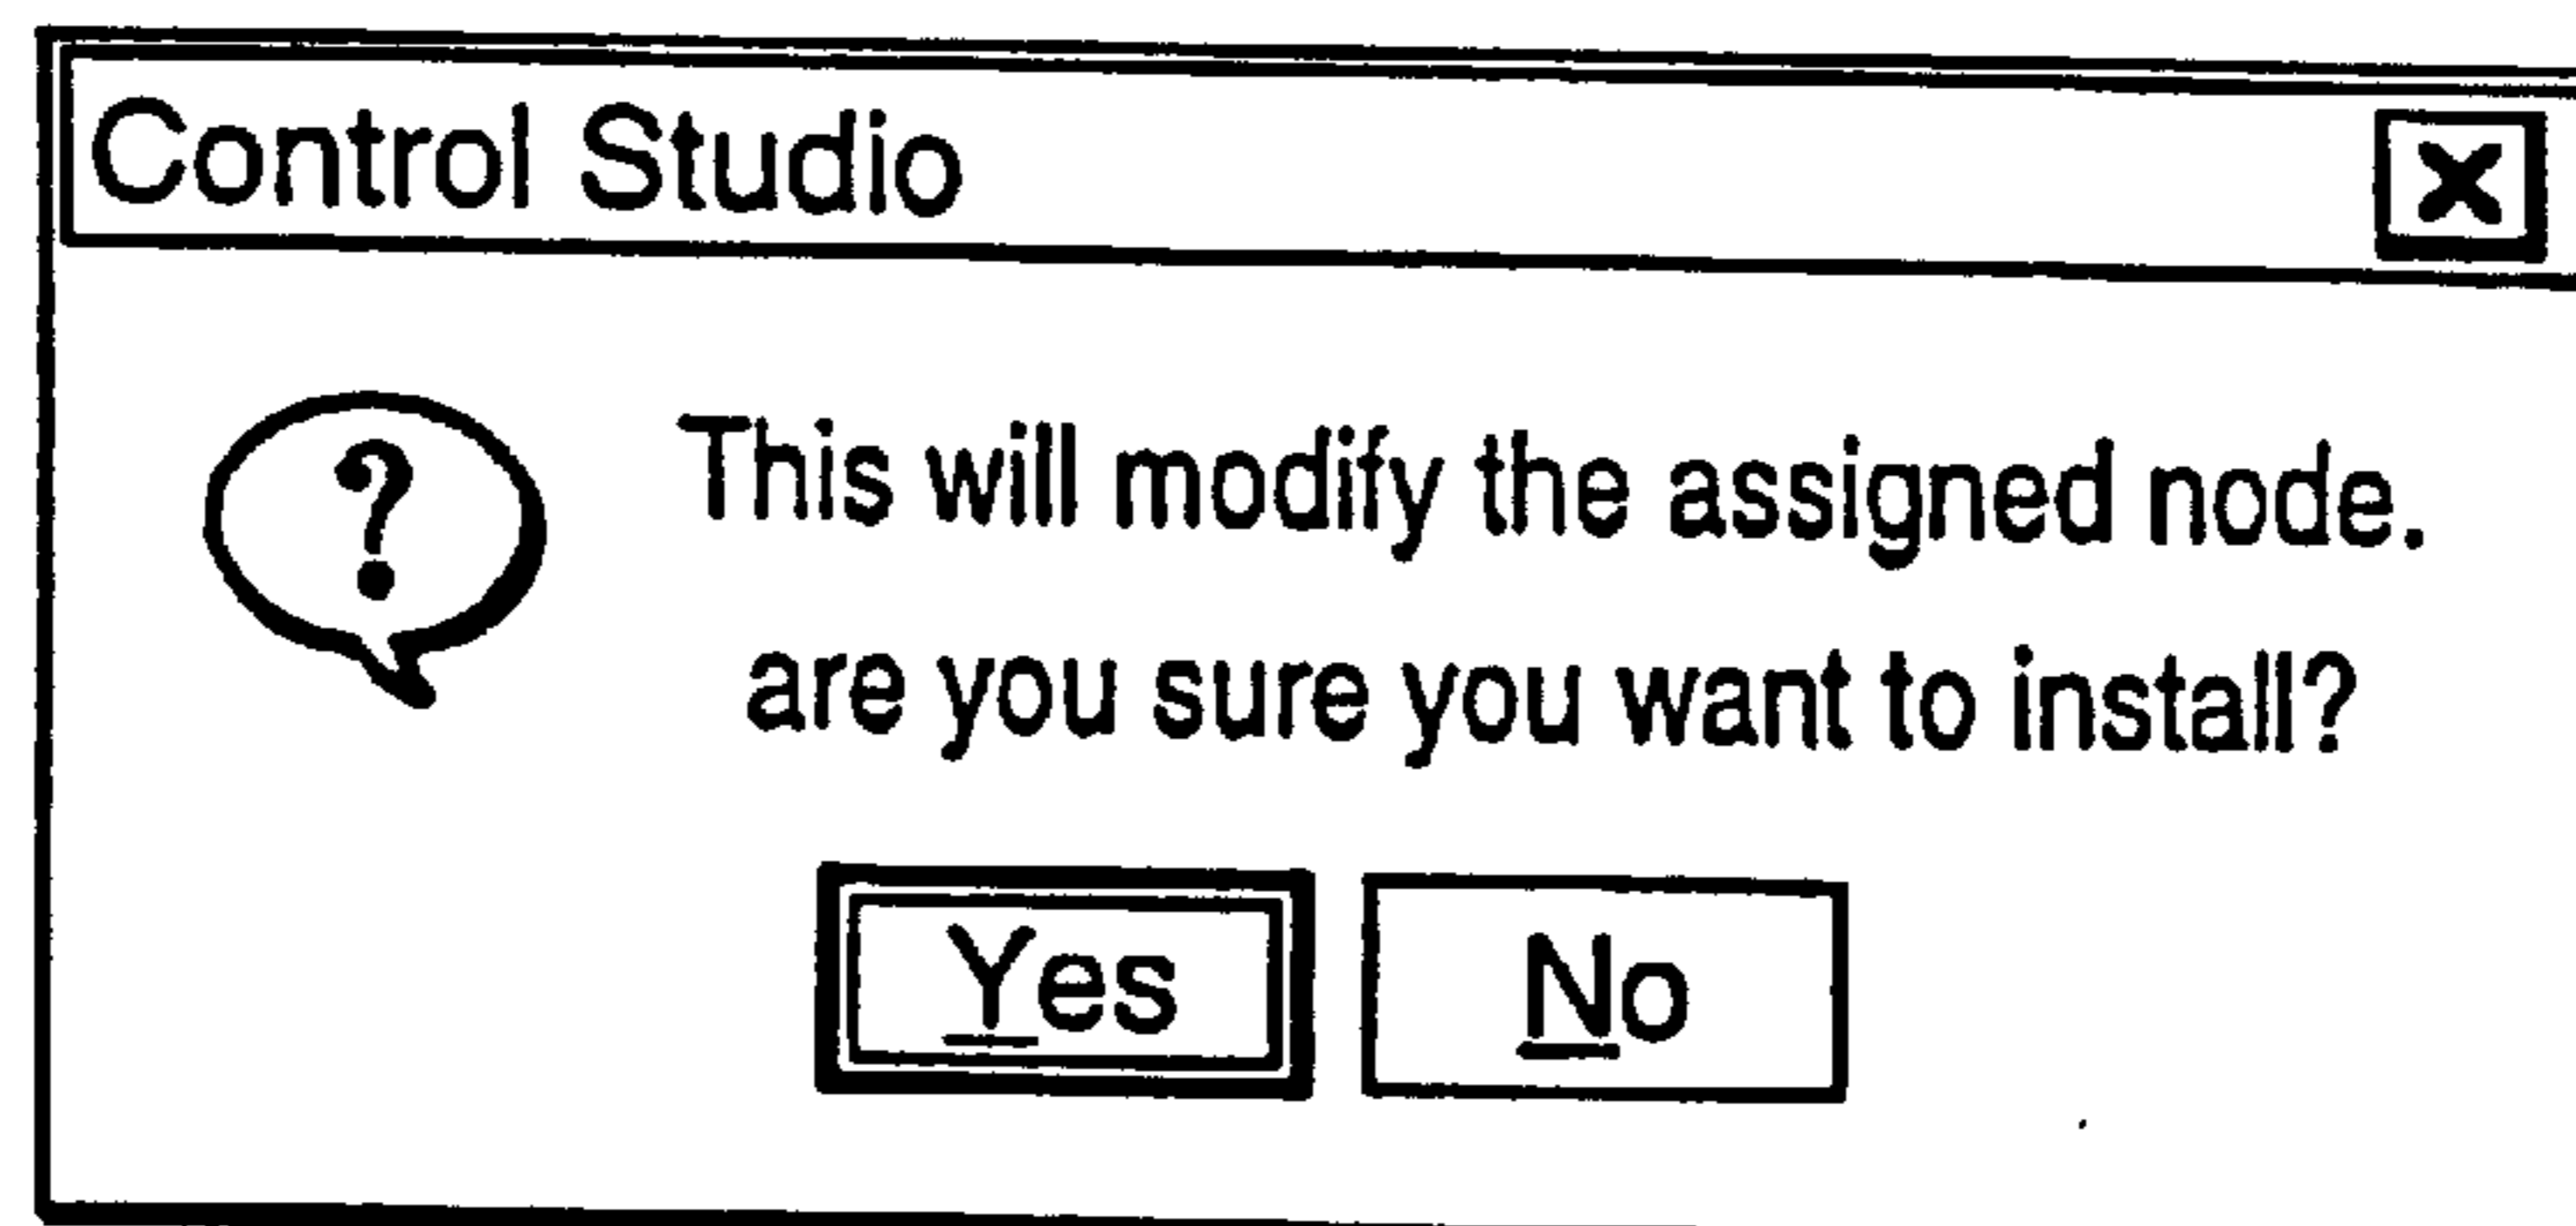 Control Studio
This will modify the assigned node.
are you sure you want to install?
Yes No